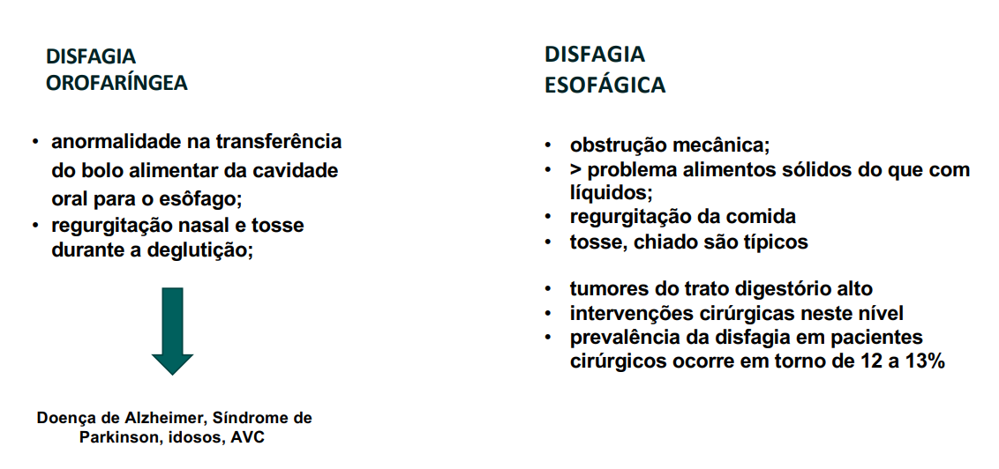 DISFAGIA
OROFARÍNGEA
• anormalidade na transferência
do bolo alimentar da cavidade
oral para o esôfago;
• regurgitação nasal e tosse
durante a deglutição;
Doença de Alzheimer, Síndrome de
Parkinson, idosos, AVC
DISFAGIA
ESOFÁGICA
• obstrução mecânica;
• > problema alimentos sólidos do que com
líquidos;
• regurgitação da comida
• tosse, chiado são típicos
• tumores do trato digestório alto
• intervenções cirúrgicas neste nível
• prevalência da disfagia em pacientes
cirúrgicos ocorre em torno de 12 a 13%